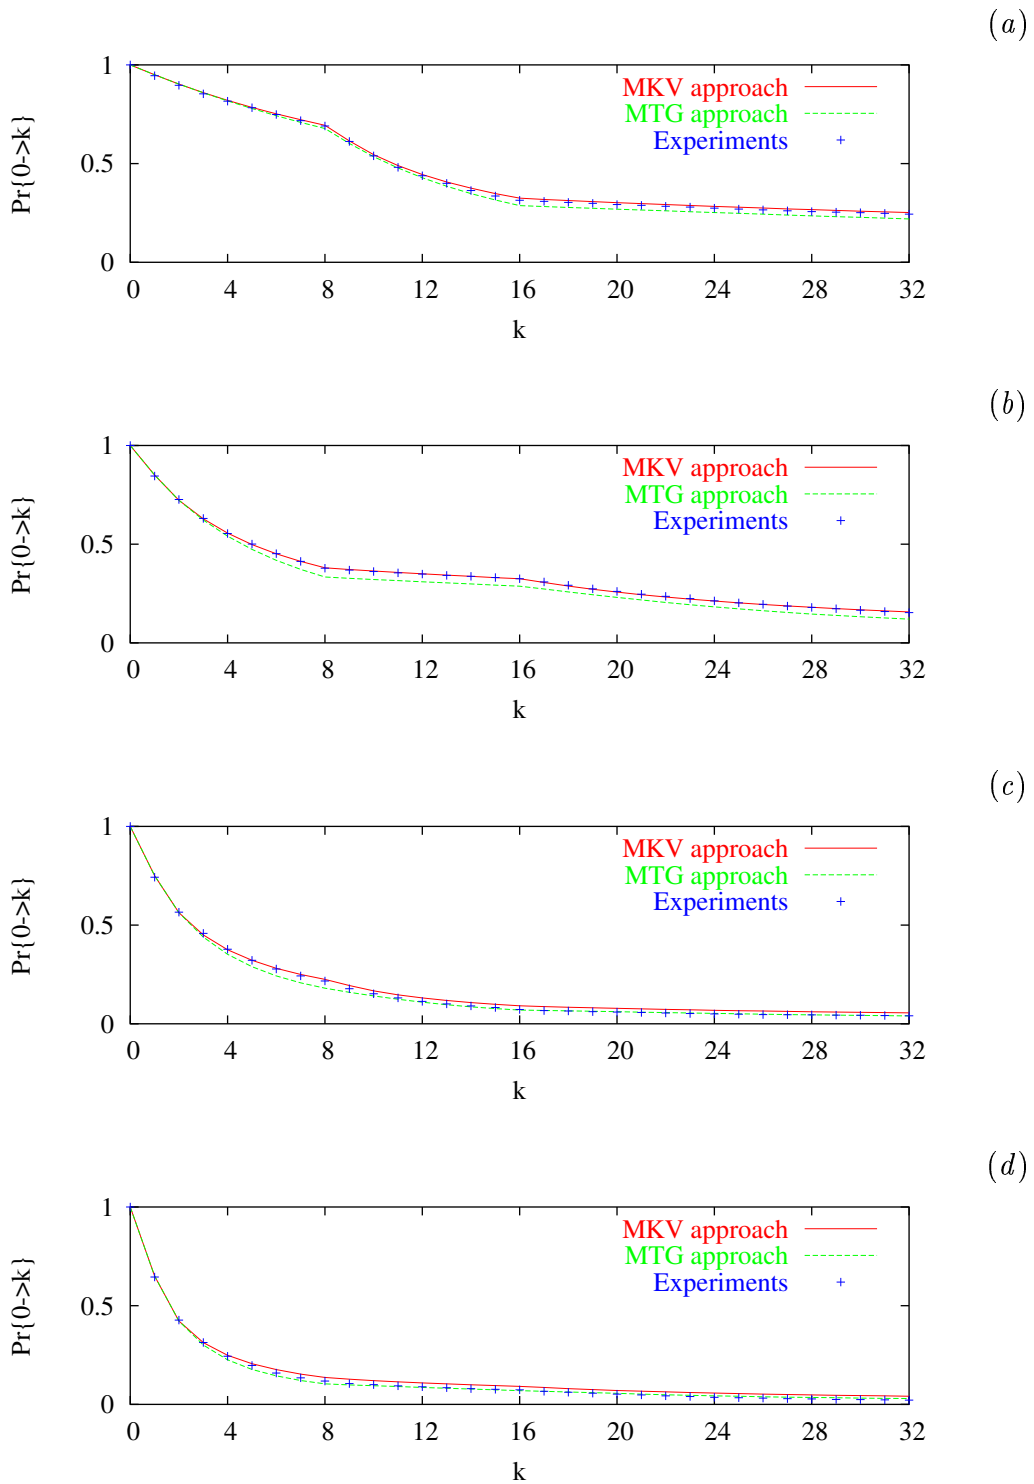 (a)
1
0.5
0
Pr{0->k}
MKV approach
MTG approach
Experiments
0 4 8 12 16 20 24 28 32
k
(b)
1
0.5
0
Pr{0->k}
MKV approach
MTG approach
Experiments
0 4 8 12 16 20 24 28 32
k
(c)
1
0.5
0
Pr{0->k}
MKV approach
MTG approach
Experiments
0 4 8 12 16 20 24 28 32
k
(d)
1
0.5
0
Pr{0->k}
MKV approach
MTG approach
Experiments
0 4 8 12 16 20 24 28 32
k